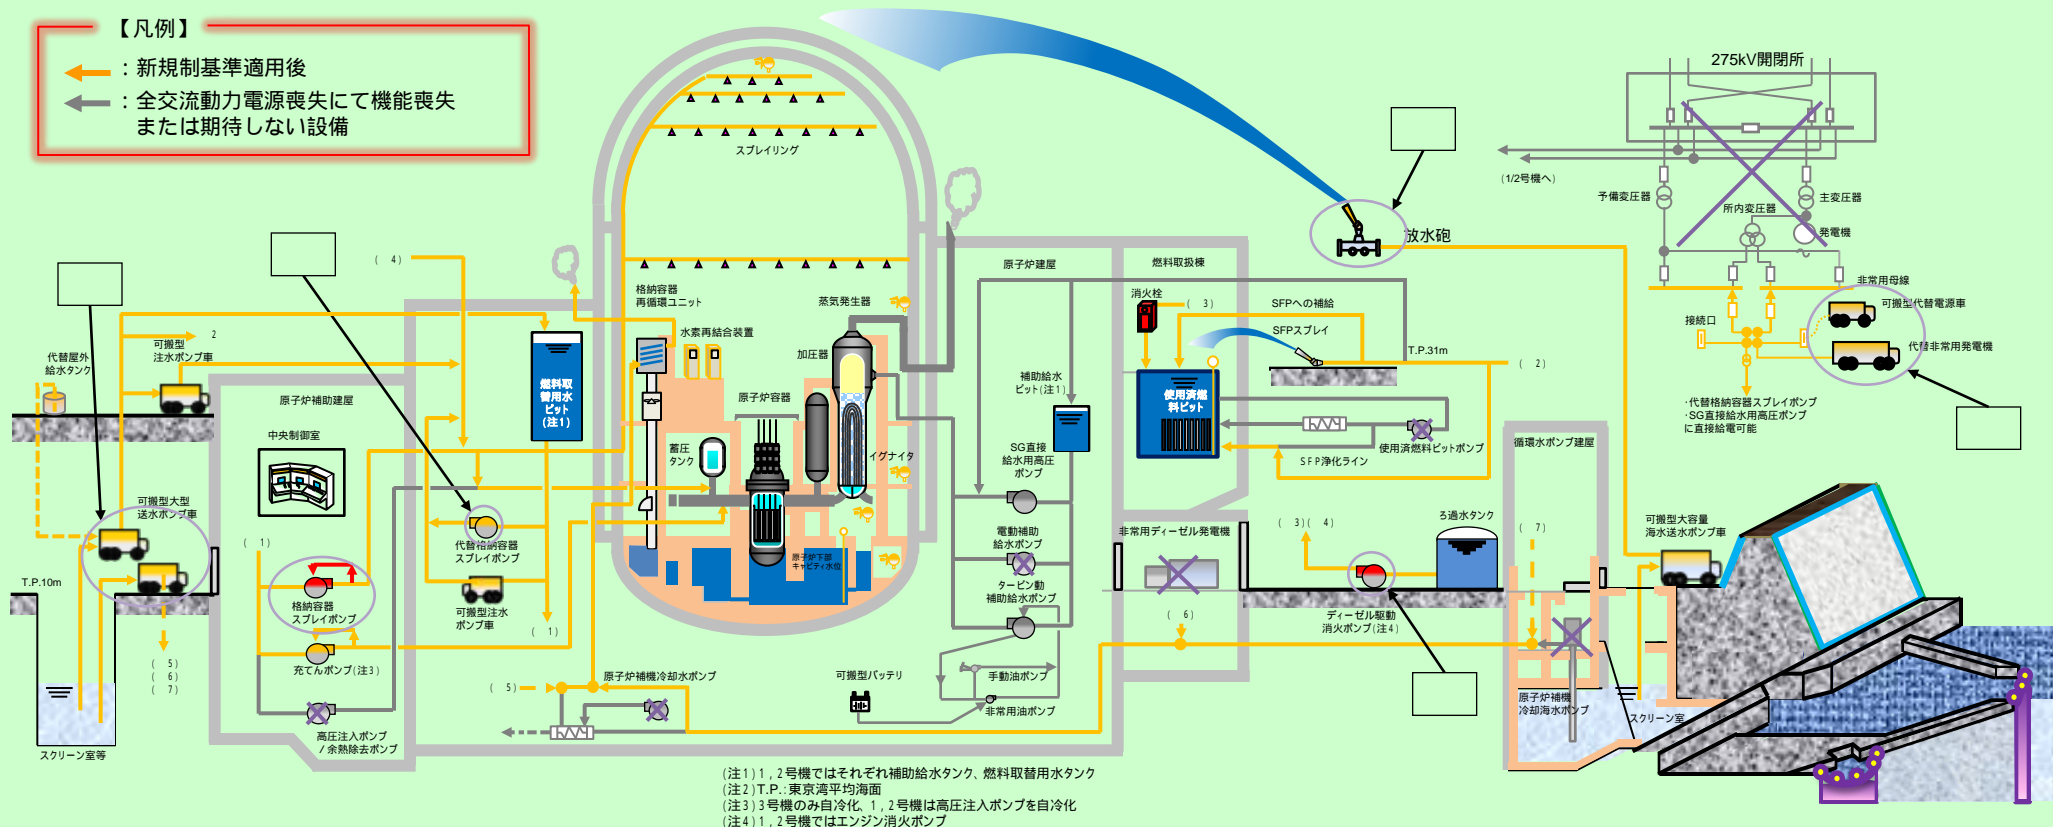 【凡例】
：新規制基準適用後
：全交流動力電源喪失にて機能喪失
または期待しない設備
275kV開閉所
(1/2号機へ)
予備変圧器
主変圧器
所内変圧器
発電機
非常用母線
可搬型代替電源車
接続口
代替非常用発電機
・代替格納容器スプレイポンプ
・SG直接給水用高圧ポンプ
に直接給電可能
放水砲
スプレイリング
格納容器
再循環ユニット
水素再結合装置
蒸気発生器
加圧器
原子炉容器
蓄圧
タンク
イグナイタ
原子炉下部
キャビティ水位
原子炉建屋
燃料取扱棟
消火栓
( 3)
SFPへの補給
SFPスプレイ
T.P.31m
( 2)
使用済燃
料ピット
使用済燃料ピットポンプ
SFP浄化ライン
補助給水
ピット(注1)
SG直接
給水用高圧
ポンプ
電動補助
給水ポンプ
タービン動
補助給水ポンプ
手動油ポンプ
非常用油ポンプ
可搬型バッテリ
( 4)
2
可搬型
注水ポンプ車
代替屋外
給水タンク
原子炉補助建屋
中央制御室
燃料取
替用水
ピット
(注1)
可搬型大型
送水ポンプ車
代替格納容器
スプレイポンプ
可搬型注水
ポンプ車
( 1)
( 1)
T.P.10m
格納容器
スプレイポンプ
充てんポンプ(注3)
( 5)
( 6)
( 7)
高圧注入ポンプ
/余熱除去ポンプ
スクリーン室等
( 5)
原子炉補機冷却水ポンプ
非常用ディーゼル発電機
( 6)
( 3)( 4)
ろ過水タンク
ディーゼル駆動
消火ポンプ(注4)
循環水ポンプ建屋
( 7)
可搬型大容量
海水送水ポンプ車
原子炉補機
冷却海水ポンプ
スクリーン室
(注1)1,2号機ではそれぞれ補助給水タンク、燃料取替用水タンク
(注2)T.P.:東京湾平均海面
(注3)3号機のみ自冷化、1,2号機は高圧注入ポンプを自冷化
(注4)1,2号機ではエンジン消火ポンプ